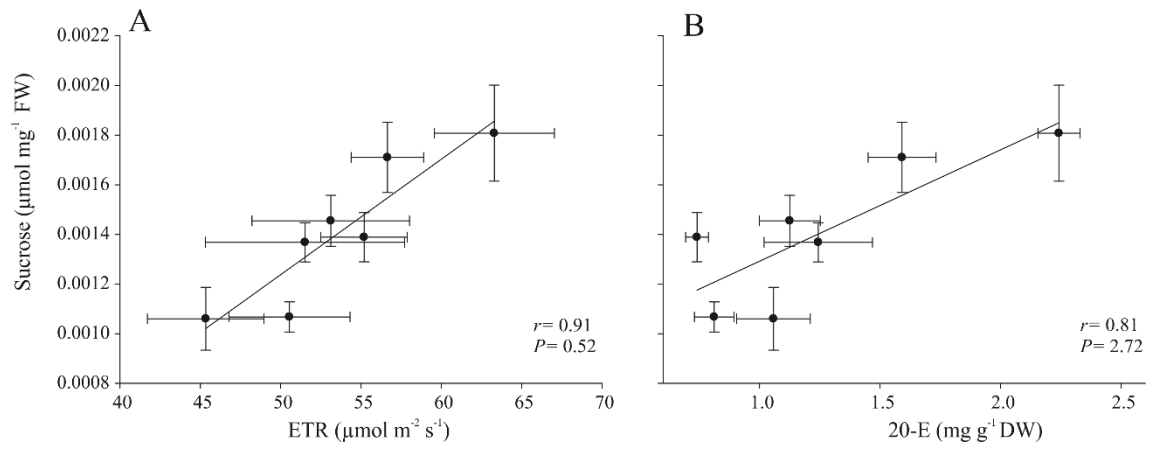 A
B
0.0022
0.0020
0.0018
0.0016
0.0014
0.0012
0.0010
0.0008
Sucrose (µmol mg⁻¹ FW)
r= 0.91
P= 0.52
r= 0.81
P= 2.72
40 45 50 55 60 65 70
1.0 1.5 2.0 2.5
ETR (µmol m⁻² s⁻¹)
20-E (mg g⁻¹ DW)